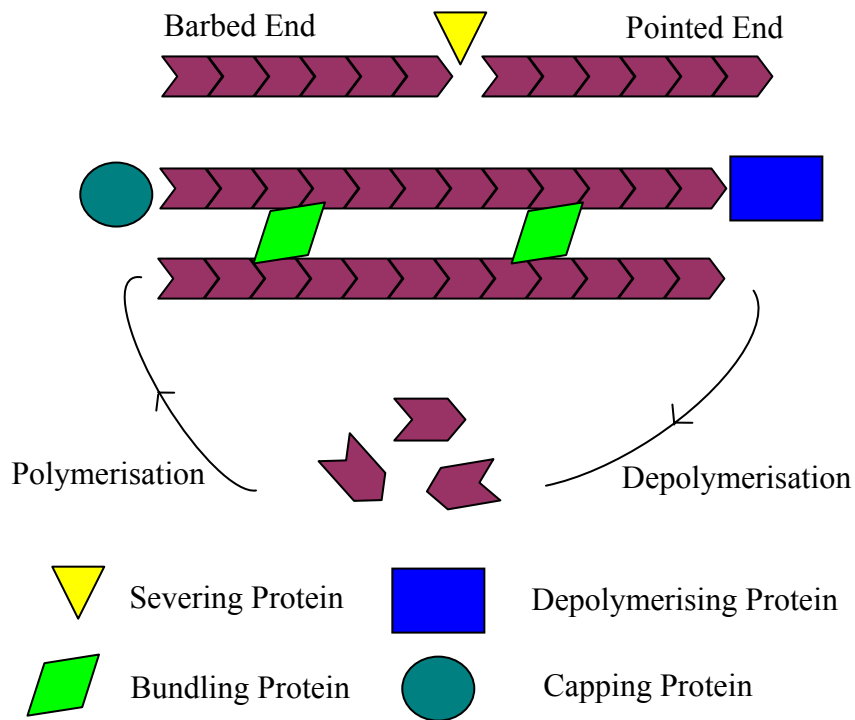 Barbed End
Pointed End
Polymerisation
Depolymerisation
Severing Protein
Depolymerising Protein
Bundling Protein
Capping Protein